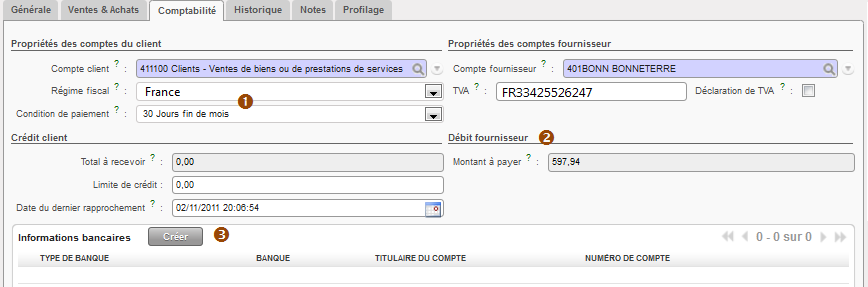 Générale Ventes & Achats Comptabilité Historique Notes Profilage
Propriétés des comptes du client Propriétés des comptes fournisseur
Compte client ? : 411100 Clients - Ventes de biens ou de prestations de services Compte fournisseur ? : 401BONN BONNETERRE
Régime fiscal ? : France TVA ? : FR33425526247 Déclaration de TVA ? :
1
Condition de paiement ? : 30 Jours fin de mois
Crédit client Débit fournisseur 2
Total à recevoir ? : 0,00 Montant à payer ? : 597,94
Limite de crédit : 0,00
Date du dernier rapprochement ? : 02/11/2011 20:06:54
Informations bancaires Créer 3 0 - 0 sur 0
TYPE DE BANQUE BANQUE TITULAIRE DU COMPTE NUMÉRO DE COMPTE